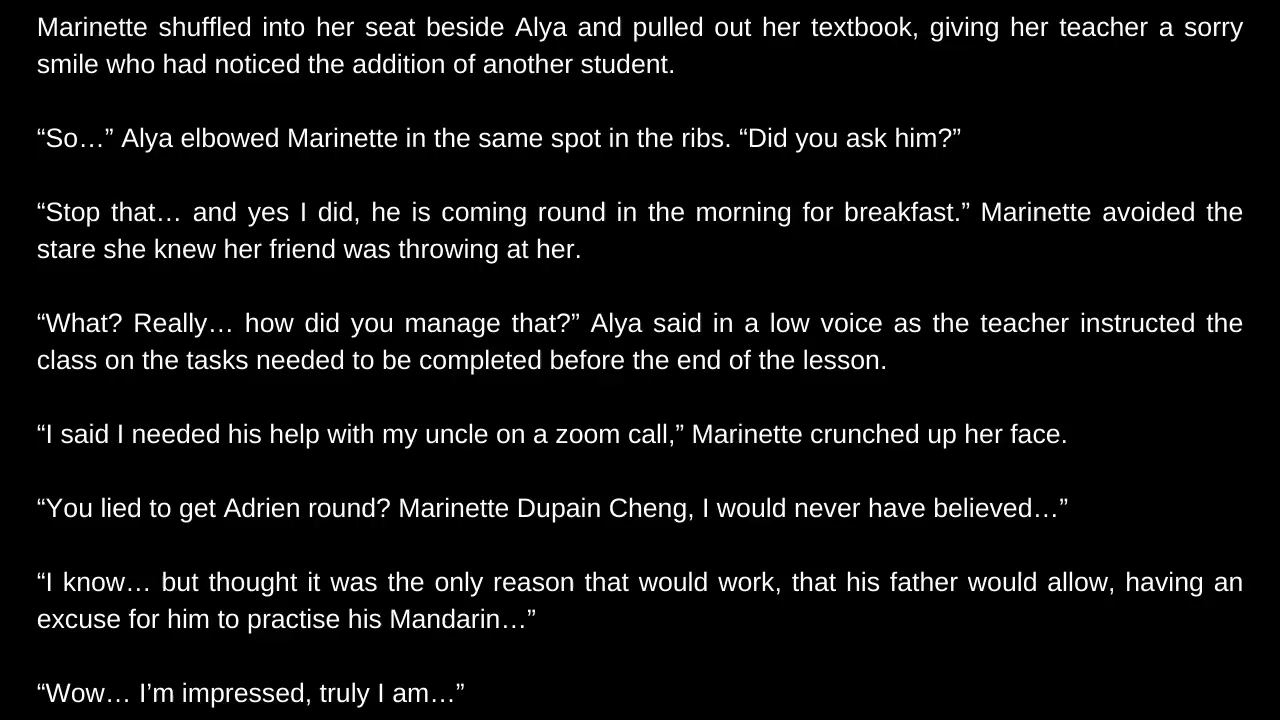 Marinette shuffled into her seat beside Alya and pulled out her textbook, giving her teacher a sorry
smile who had noticed the addition of another student.
“So…” Alya elbowed Marinette in the same spot in the ribs. “Did you ask him?”
“Stop that… and yes I did, he is coming round in the morning for breakfast.” Marinette avoided the
stare she knew her friend was throwing at her.
“What? Really… how did you manage that?” Alya said in a low voice as the teacher instructed the
class on the tasks needed to be completed before the end of the lesson.
“I said I needed his help with my uncle on a zoom call,” Marinette crunched up her face.
“You lied to get Adrien round? Marinette Dupain Cheng, I would never have believed…”
“I know… but thought it was the only reason that would work, that his father would allow, having an
excuse for him to practise his Mandarin…”
“Wow… I’m impressed, truly I am…”